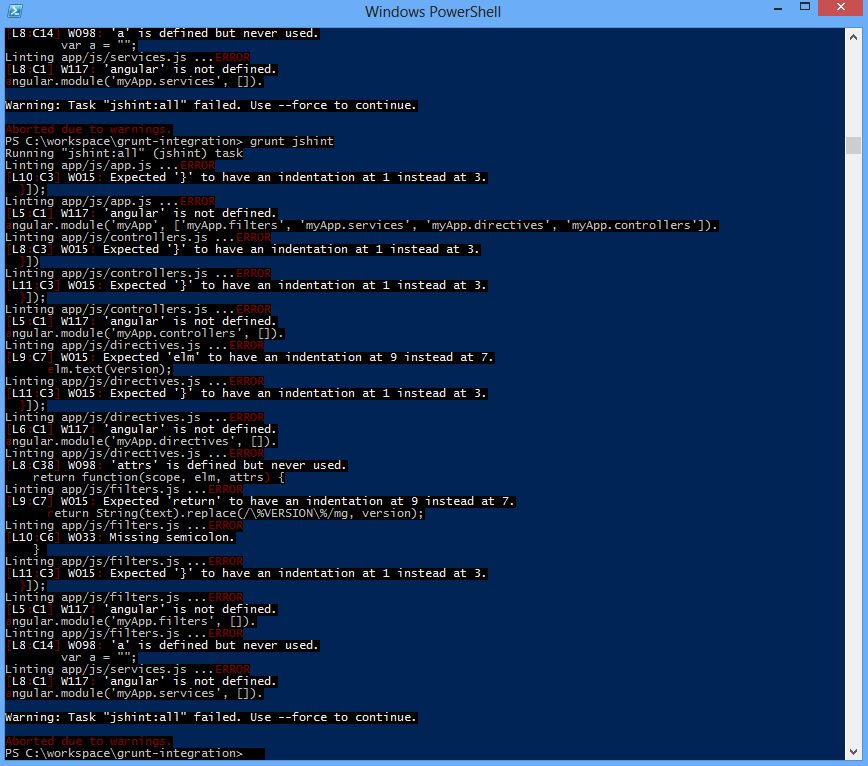 Windows PowerShell
[L8:C14] W098: 'a' is defined but never used.
        var a = "";
Linting app/js/services.js ...ERROR
[L8:C1] W117: 'angular' is not defined.
angular.module('myApp.services', []).

Warning: Task "jshint:all" failed. Use --force to continue.

Aborted due to warnings.
PS C:\workspace\grunt-integration> grunt jshint
Running "jshint:all" (jshint) task
Linting app/js/app.js ...ERROR
[L10:C3] W015: Expected '}' to have an indentation at 1 instead at 3.
  }]);
Linting app/js/app.js ...ERROR
[L5:C1] W117: 'angular' is not defined.
angular.module('myApp', ['myApp.filters', 'myApp.services', 'myApp.directives', 'myApp.controllers']).
Linting app/js/controllers.js ...ERROR
[L8:C3] W015: Expected '}' to have an indentation at 1 instead at 3.
  }])
Linting app/js/controllers.js ...ERROR
[L11:C3] W015: Expected '}' to have an indentation at 1 instead at 3.
  }]);
Linting app/js/controllers.js ...ERROR
[L5:C1] W117: 'angular' is not defined.
angular.module('myApp.controllers', []).
Linting app/js/directives.js ...ERROR
[L9:C7] W015: Expected 'elm' to have an indentation at 9 instead at 7.
      elm.text(version);
Linting app/js/directives.js ...ERROR
[L11:C3] W015: Expected '}' to have an indentation at 1 instead at 3.
  }]);
Linting app/js/directives.js ...ERROR
[L6:C1] W117: 'angular' is not defined.
angular.module('myApp.directives', []).
Linting app/js/directives.js ...ERROR
[L8:C38] W098: 'attrs' is defined but never used.
    return function(scope, elm, attrs) {
Linting app/js/filters.js ...ERROR
[L9:C7] W015: Expected 'return' to have an indentation at 9 instead at 7.
      return String(text).replace(/\%VERSION\%/mg, version);
Linting app/js/filters.js ...ERROR
[L10:C6] W033: Missing semicolon.
    }
Linting app/js/filters.js ...ERROR
[L11:C3] W015: Expected '}' to have an indentation at 1 instead at 3.
  }]);
Linting app/js/filters.js ...ERROR
[L5:C1] W117: 'angular' is not defined.
angular.module('myApp.filters', []).
Linting app/js/filters.js ...ERROR
[L8:C14] W098: 'a' is defined but never used.
        var a = "";
Linting app/js/services.js ...ERROR
[L8:C1] W117: 'angular' is not defined.
angular.module('myApp.services', []).

Warning: Task "jshint:all" failed. Use --force to continue.

Aborted due to warnings.
PS C:\workspace\grunt-integration>